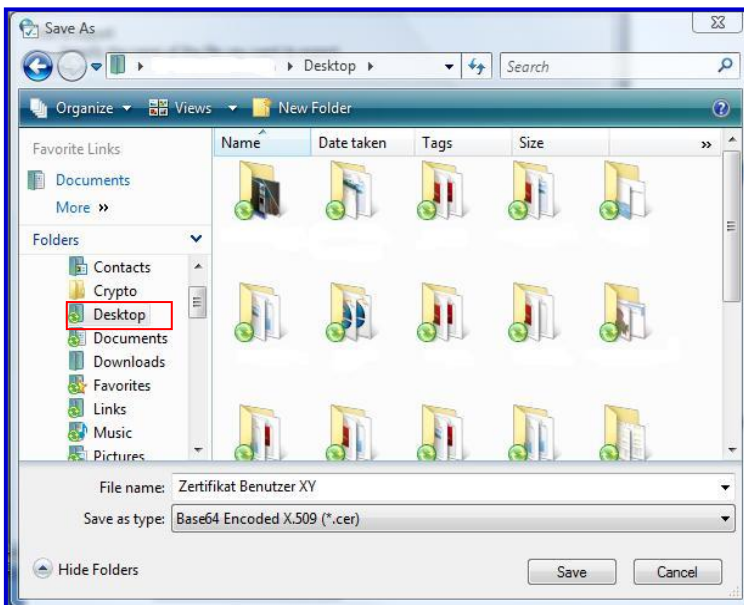 Save As
Desktop
Search
Organize Views New Folder
Favorite Links
Documents
More »
Folders
Name Date taken Tags Size »
Contacts
Crypto
Desktop
Documents
Downloads
Favorites
Links
Music
Pictures
File name: Zertifikat Benutzer XY
Save as type: Base64 Encoded X.509 (*.cer)
Hide Folders
Save Cancel